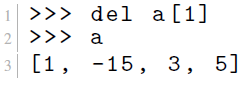 1 >>> del a[1]
2 >>> a
3 [1, -15, 3, 5]